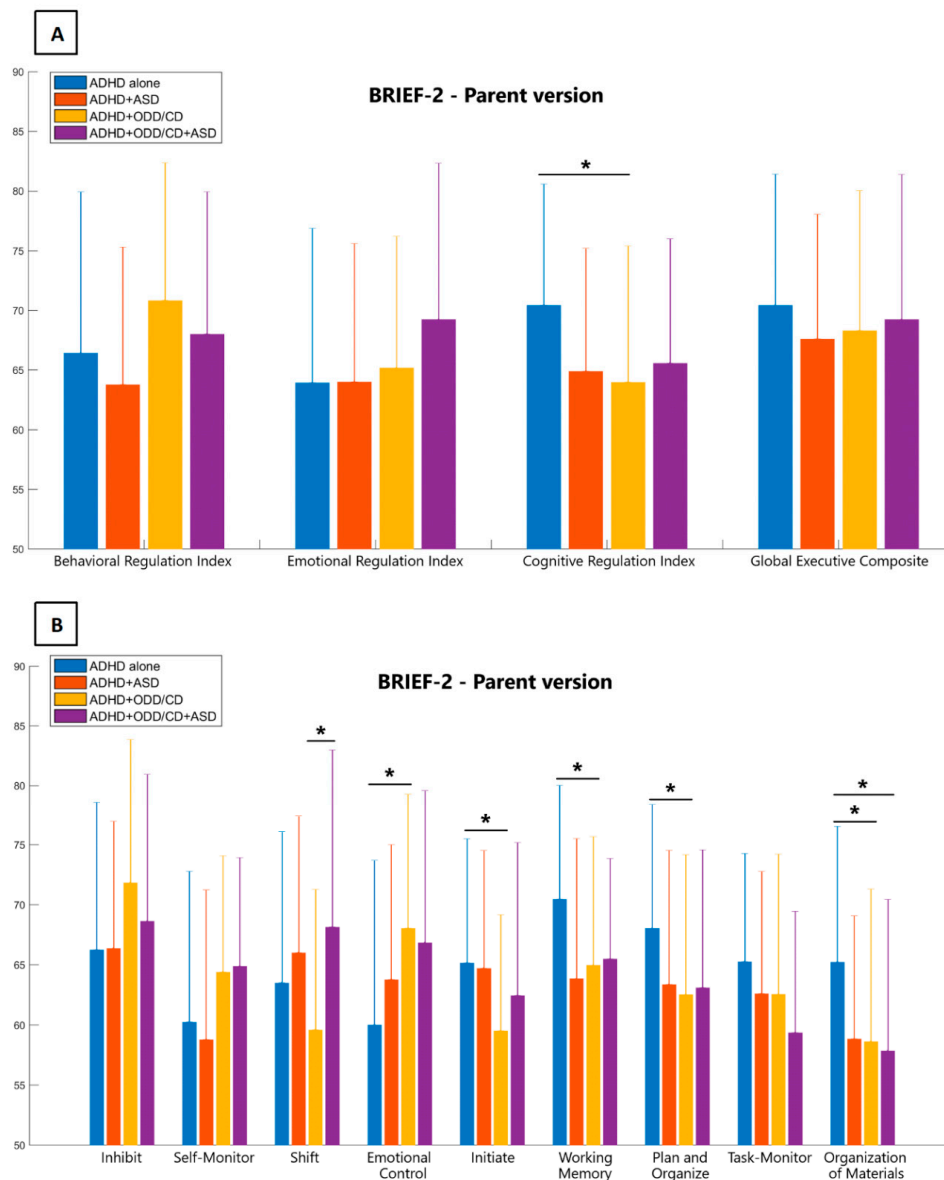 A
ADHD alone
ADHD+ASD
ADHD+ODD/CD
ADHD+ODD/CD+ASD
BRIEF-2 - Parent version
90
85
80
75
70
65
60
55
50
*
Behavioral Regulation Index
Emotional Regulation Index
Cognitive Regulation Index
Global Executive Composite
B
ADHD alone
ADHD+ASD
ADHD+ODD/CD
ADHD+ODD/CD+ASD
BRIEF-2 - Parent version
90
85
80
75
70
65
60
55
50
*
*
*
*
*
*
*
Inhibit
Self-Monitor
Shift
Emotional
Control
Initiate
Working
Memory
Plan and
Organize
Task-Monitor
Organization
of Materials